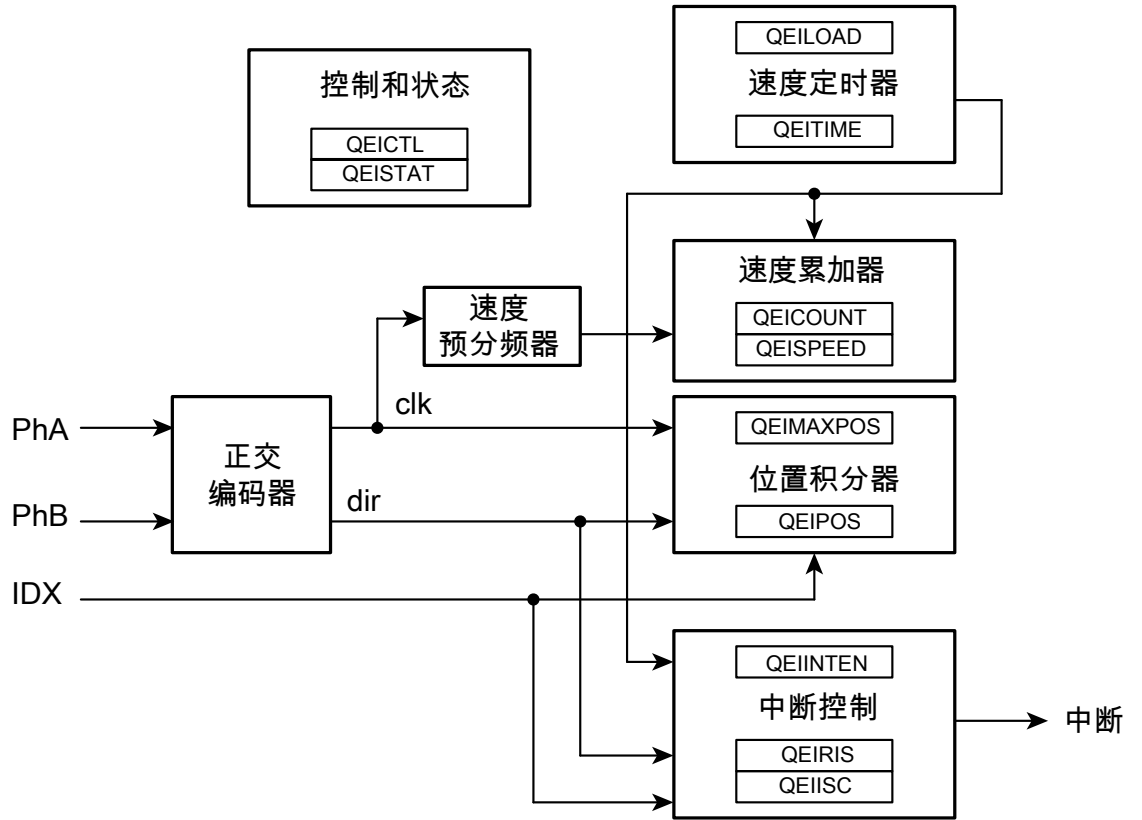 QEILOAD
速度定时器
QEITIME
控制和状态
QEICTL
QEISTAT
速度累加器
QEICOUNT
QEISPEED
速度
预分频器
PhA
PhB
IDX
正交
编码器
clk
dir
QEIMAXPOS
位置积分器
QEIPOS
QEIINTEN
中断控制
QEIRIS
QEIISC
中断